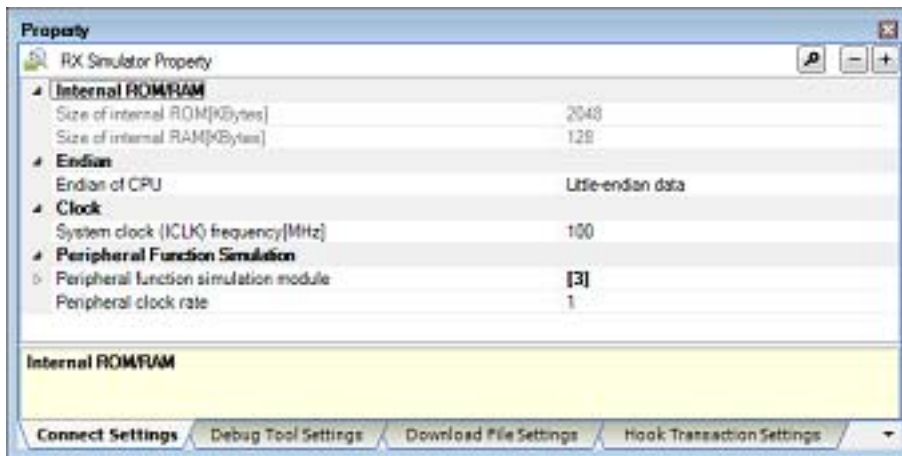 Property
RX Simulator Property
Internal ROM/RAM
Size of internal ROM[KBytes] 2048
Size of internal RAM[KBytes] 128
Endian
Endian of CPU Little-endian data
Clock
System clock (ICLK) frequency[MHz] 100
Peripheral Function Simulation
Peripheral function simulation module [3]
Peripheral clock rate 1
Internal ROM/RAM
Connect Settings Debug Tool Settings Download File Settings Hook Transaction Settings